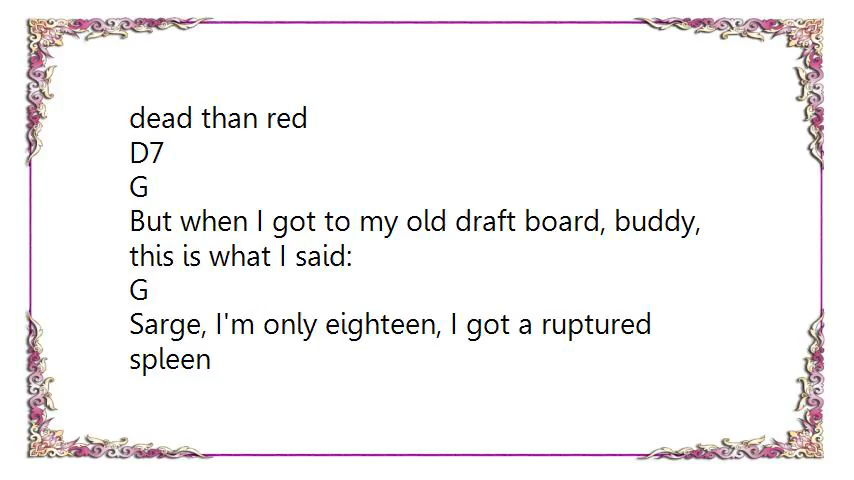 dead than red
D7
G
But when I got to my old draft board, buddy,
this is what I said:
G
Sarge, I'm only eighteen, I got a ruptured
spleen